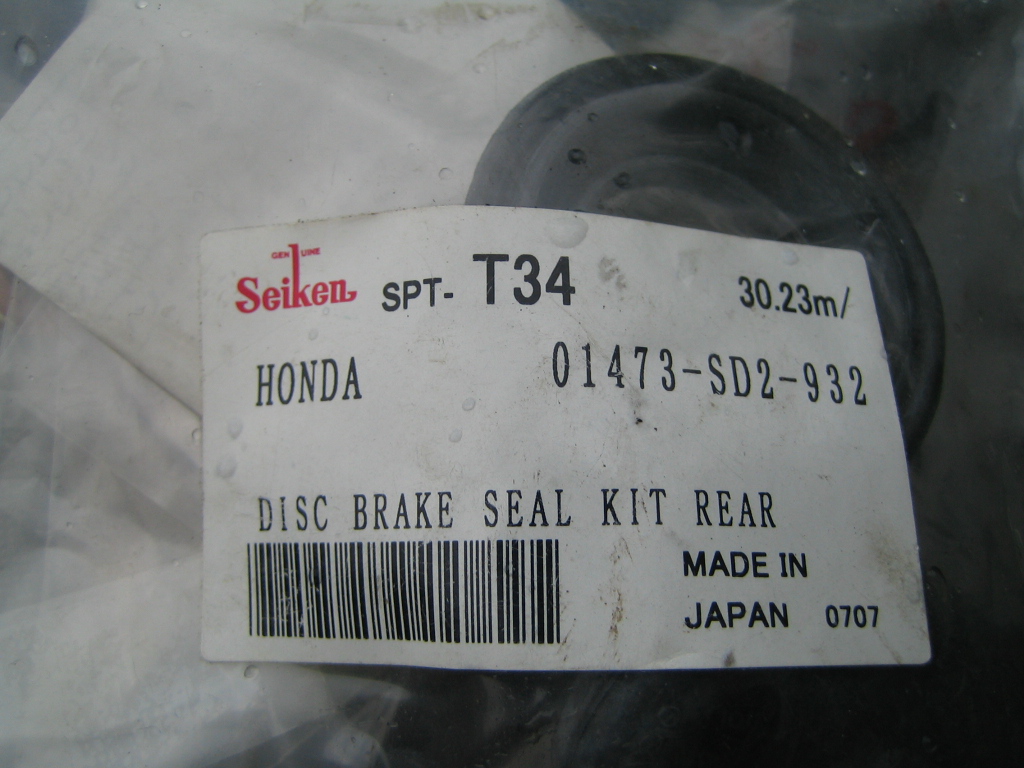 GENUINE
Seiken SPT- T34 30.23m/
HONDA 01473-SD2-932
DISC BRAKE SEAL KIT REAR
MADE IN
JAPAN 0707